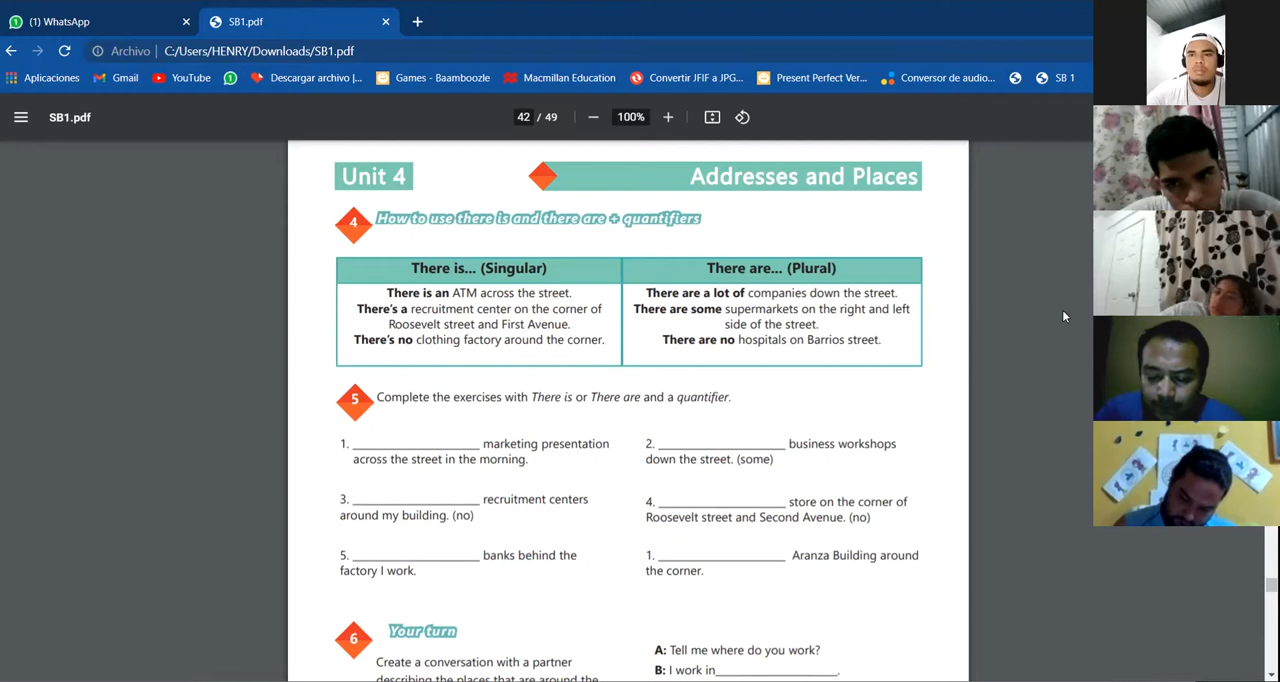 (1) WhatsApp
SB1.pdf
Archivo | C:/Users/HENRY/Downloads/SB1.pdf
Aplicaciones
Gmail
YouTube
Descargar archivo |...
Games - Baamboozle
Macmillan Education
Convertir JFIF a JPG...
Present Perfect Ver...
Conversor de audio...
SB 1
SB1.pdf
42 / 49
100%
Unit 4
Addresses and Places
4
How to use there is and there are + quantifiers
There is... (Singular)
There are... (Plural)
There is an ATM across the street.
There's a recruitment center on the corner of
Roosevelt street and First Avenue.
There's no clothing factory around the corner.
There are a lot of companies down the street.
There are some supermarkets on the right and left
side of the street.
There are no hospitals on Barrios street.
5
Complete the exercises with There is or There are and a quantifier.
1. ____________________ marketing presentation
across the street in the morning.
2. ____________________ business workshops
down the street. (some)
3. ____________________ recruitment centers
around my building. (no)
4. ____________________ store on the corner of
Roosevelt street and Second Avenue. (no)
5. ____________________ banks behind the
factory I work.
1. ____________________ Aranza Building around
the corner.
6
Your turn
Create a conversation with a partner
describing the places that are around the
A: Tell me where do you work?
B: I work in____________________.